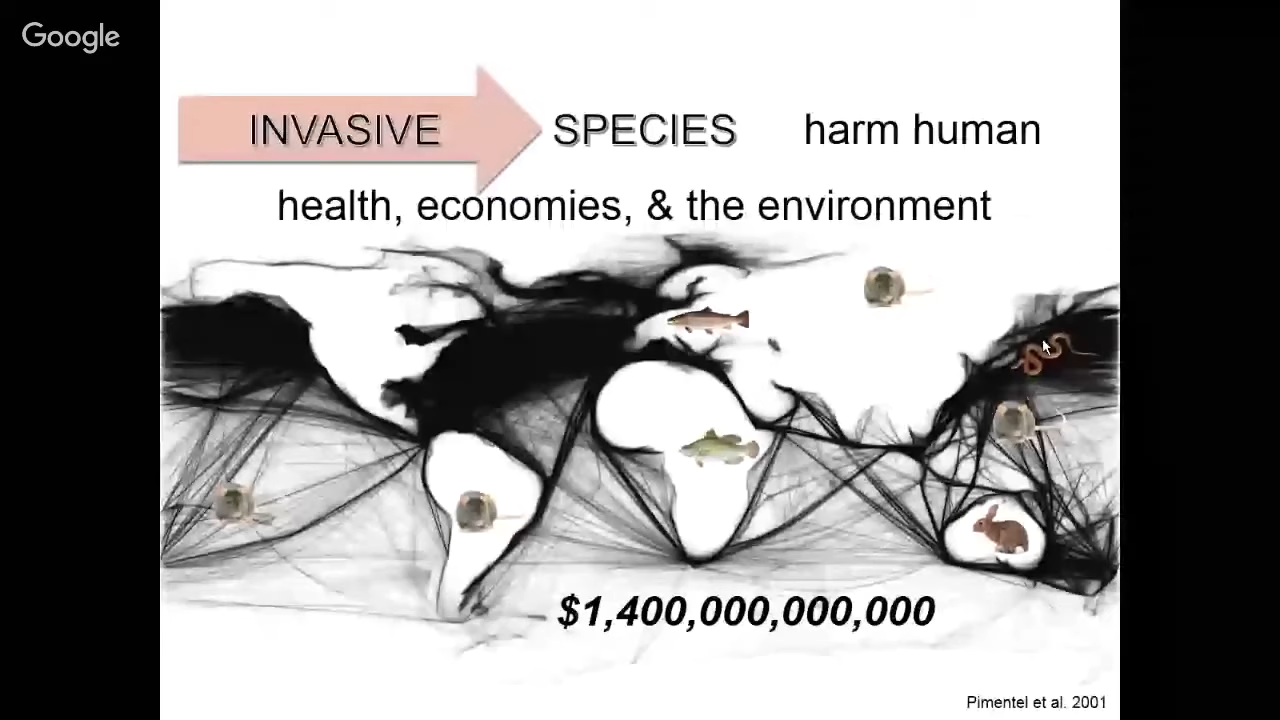 Google
INVASIVE SPECIES harm human
health, economies, & the environment
$1,400,000,000,000
Pimentel et al. 2001